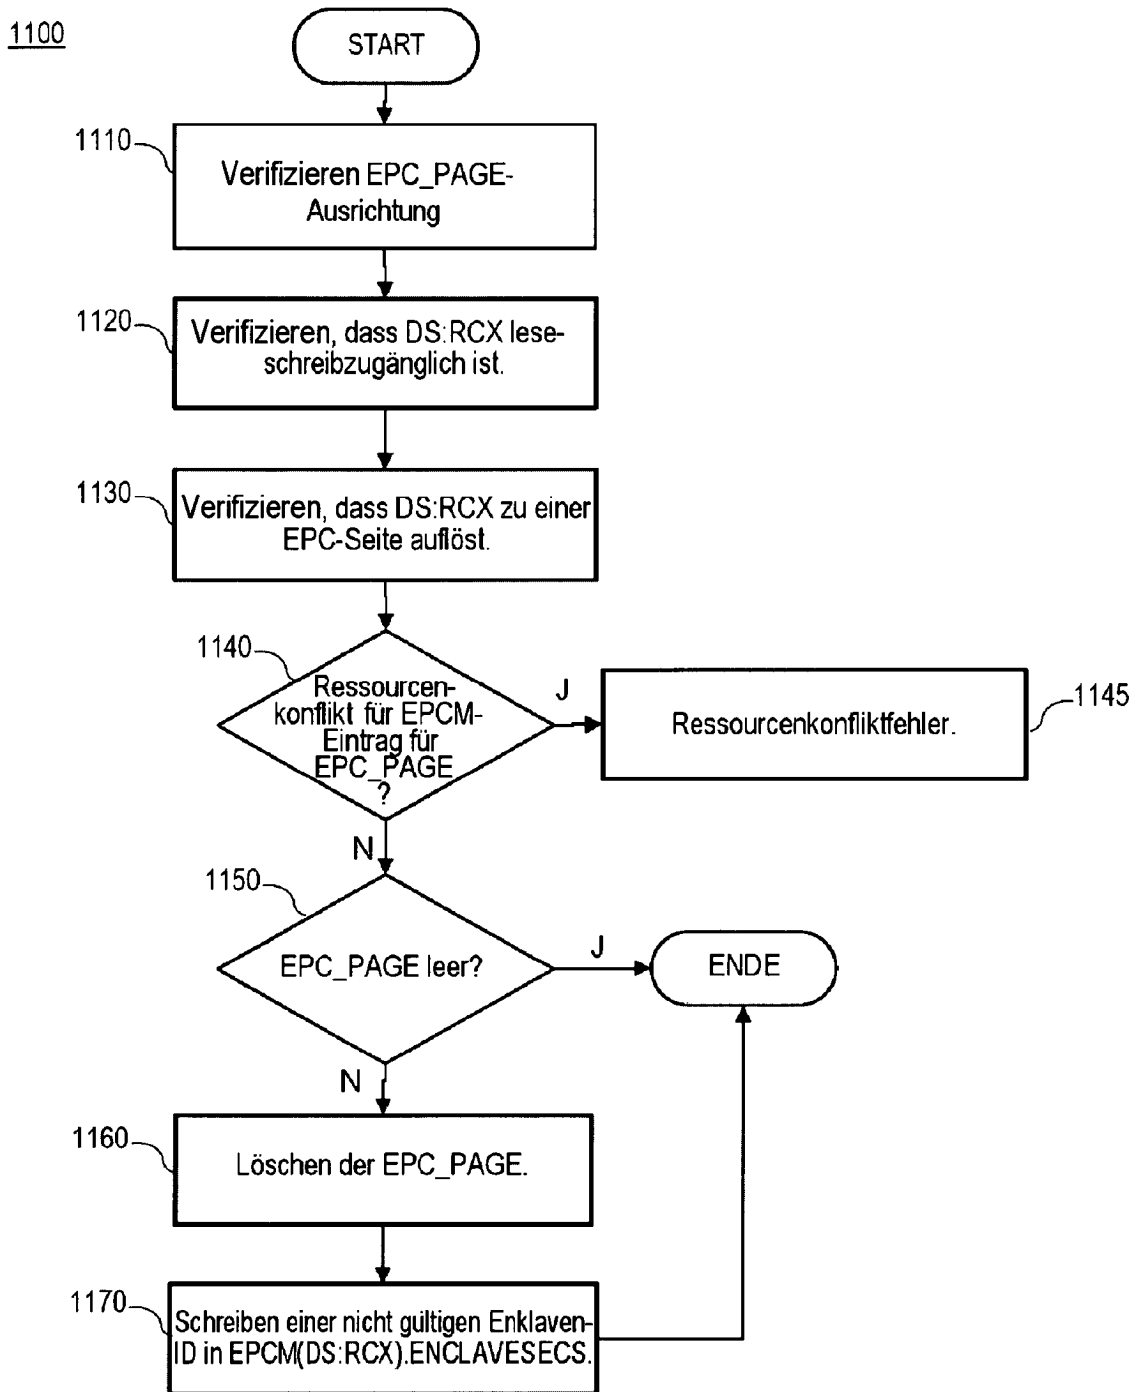 1100
START
1110
Verifizieren EPC_PAGE-
Ausrichtung
1120
Verifizieren, dass DS:RCX lese-
schreibzugänglich ist.
1130
Verifizieren, dass DS:RCX zu einer
EPC-Seite auflöst.
1140
Ressourcen-
konflikt für EPCM-
Eintrag für
EPC_PAGE
?
J
Ressourcenkonfliktfehler.
1145
N
1150
EPC_PAGE leer?
J
ENDE
N
1160
Löschen der EPC_PAGE.
1170
Schreiben einer nicht gültigen Enklaven-
ID in EPCM(DS:RCX).ENCLAVESECS.